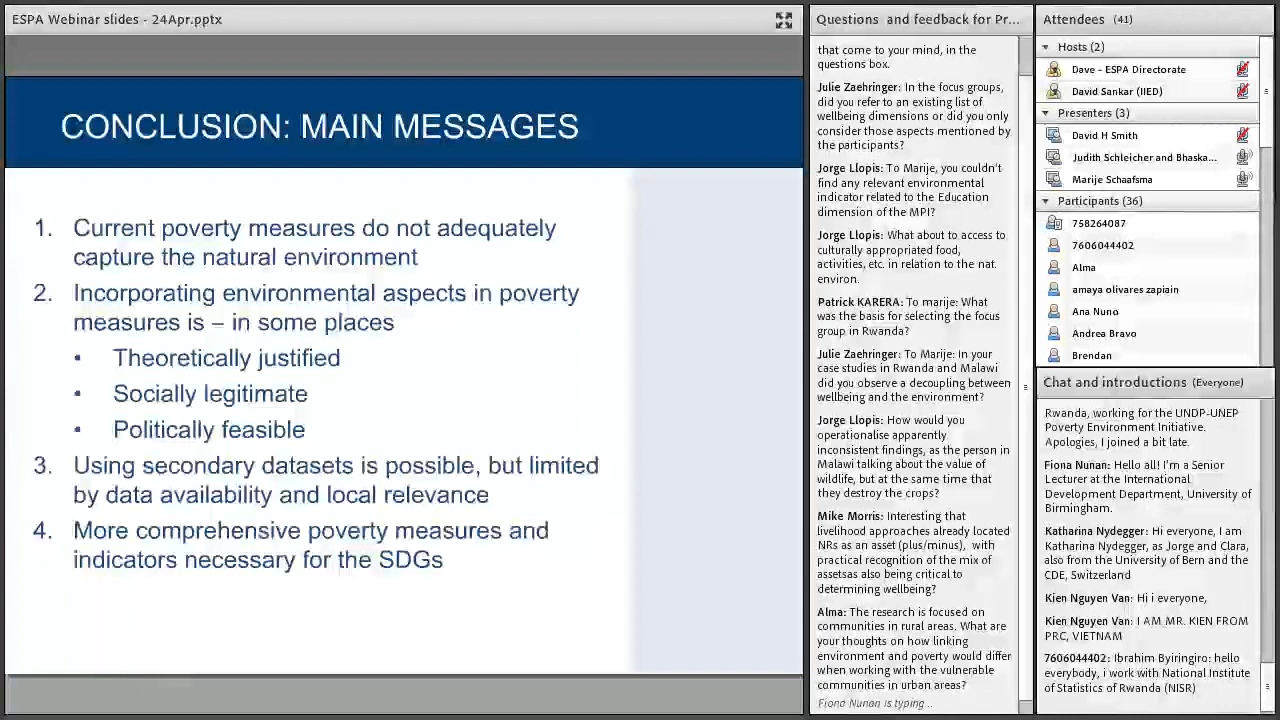 ESPA Webinar slides - 24Apr.pptx
CONCLUSION: MAIN MESSAGES
1. Current poverty measures do not adequately
capture the natural environment
2. Incorporating environmental aspects in poverty
measures is – in some places
• Theoretically justified
• Socially legitimate
• Politically feasible
3. Using secondary datasets is possible, but limited
by data availability and local relevance
4. More comprehensive poverty measures and
indicators necessary for the SDGs
Questions and feedback for Pr...
that come to your mind, in the
questions box.
Julie Zaehringer: In the focus groups,
did you refer to an existing list of
wellbeing dimensions or did you only
consider those aspects mentioned by
the participants?
Jorge Llopis: To Marije, you couldn't
find any relevant environmental
indicator related to the Education
dimension of the MPI?
Jorge Llopis: What about to access to
culturally appropriated food,
activities, etc. in relation to the nat.
environ.
Patrick KARERA: To marije: What
was the basis for selecting the focus
group in Rwanda?
Julie Zaehringer: To Marije: In your
case studies in Rwanda and Malawi
did you observe a decoupling between
wellbeing and the environment?
Jorge Llopis: How would you
operationalise apparently
inconsistent findings, as the person in
Malawi talking about the value of
wildlife, but at the same time that
they destroy the crops?
Mike Morris: Interesting that
livelihood approaches already located
NRs as an asset (plus/minus), with
practical recognition of the mix of
assetsas also being critical to
determining wellbeing?
Alma: The research is focused on
communities in rural areas. What are
your thoughts on how linking
environment and poverty would differ
when working with the vulnerable
communities in urban areas?
Fiona Nunan is typing...
Attendees (41)
Hosts (2)
Dave - ESPA Directorate
David Sankar (IIED)
Presenters (3)
David H Smith
Judith Schleicher and Bhaska...
Marije Schaafsma
Participants (36)
758264087
7606044402
Alma
amaya olivares zapiain
Ana Nuno
Andrea Bravo
Brendan
Chat and introductions (Everyone)
Rwanda, working for the UNDP-UNEP
Poverty Environment Initiative.
Apologies, I joined a bit late.
Fiona Nunan: Hello all! I'm a Senior
Lecturer at the International
Development Department, University of
Birmingham.
Katharina Nydegger: Hi everyone, I am
Katharina Nydegger, as Jorge and Clara,
also from the University of Bern and the
CDE, Switzerland
Kien Nguyen Van: Hi i everyone,
Kien Nguyen Van: I AM MR. KIEN FROM
PRC, VIETNAM
7606044402: Ibrahim Byiringiro: hello
everybody, i work with National Institute
of Statistics of Rwanda (NISR)